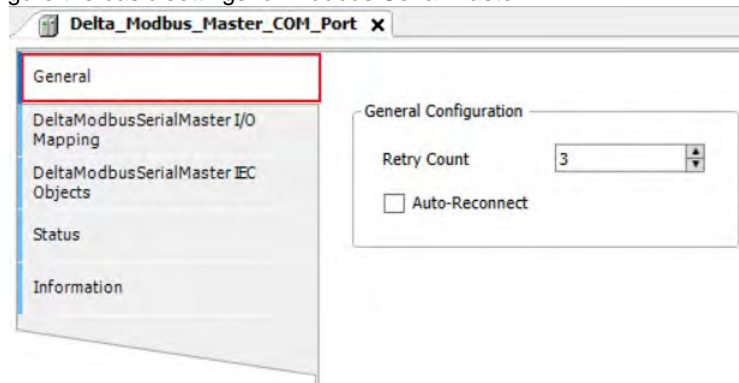 Delta_Modbus_Master_COM_Port X
General
DeltaModbusSerialMaster I/O
Mapping
DeltaModbusSerialMaster IEC
Objects
Status
Information
General Configuration
Retry Count 3
Auto-Reconnect